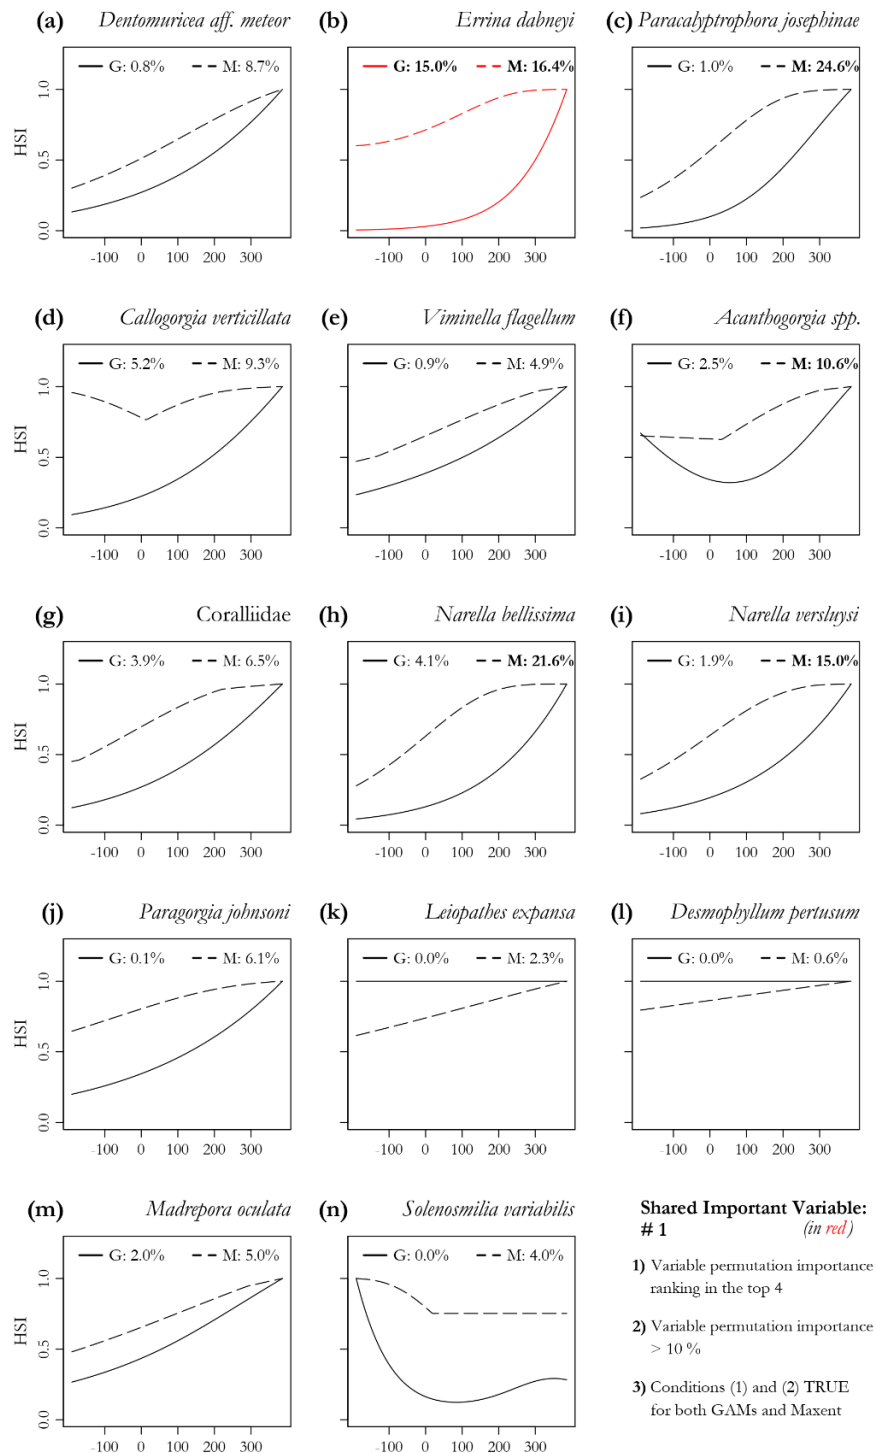 (a) Dentomuricea aff. meteor (b) Errina dabneyi (c) Paracalyptrophora josephinae
G: 0.8% M: 8.7% G: 15.0% M: 16.4% G: 1.0% M: 24.6%
HSI
0.0 0.5 1.0
-100 0 100 200 300 -100 0 100 200 300 -100 0 100 200 300
(d) Callogorgia verticillata (e) Viminella flagellum (f) Acanthogorgia spp.
G: 5.2% M: 9.3% G: 0.9% M: 4.9% G: 2.5% M: 10.6%
HSI
0.0 0.5 1.0
-100 0 100 200 300 -100 0 100 200 300 -100 0 100 200 300
(g) Coralliidae (h) Narella bellissima (i) Narella versluysi
G: 3.9% M: 6.5% G: 4.1% M: 21.6% G: 1.9% M: 15.0%
HSI
0.0 0.5 1.0
-100 0 100 200 300 -100 0 100 200 300 -100 0 100 200 300
(j) Paragorgia johnsoni (k) Leiopathes expansa (l) Desmophyllum pertusum
G: 0.1% M: 6.1% G: 0.0% M: 2.3% G: 0.0% M: 0.6%
HSI
0.0 0.5 1.0
-100 0 100 200 300 -100 0 100 200 300 -100 0 100 200 300
(m) Madrepora oculata (n) Solenosmilia variabilis
G: 2.0% M: 5.0% G: 0.0% M: 4.0%
HSI
0.0 0.5 1.0
-100 0 100 200 300 -100 0 100 200 300
Shared Important Variable:
# 1 (in red)
1) Variable permutation importance
ranking in the top 4
2) Variable permutation importance
> 10 %
3) Conditions (1) and (2) TRUE
for both GAMs and Maxent